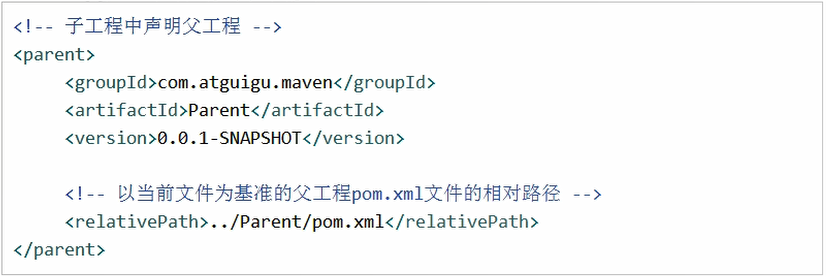 <!-- 子工程中声明父工程 -->
<parent>
<groupId>com.atguigu.maven</groupId>
<artifactId>Parent</artifactId>
<version>0.0.1-SNAPSHOT</version>
<!-- 以当前文件为基准的父工程pom.xml文件的相对路径 -->
<relativePath>../Parent/pom.xml</relativePath>
</parent>